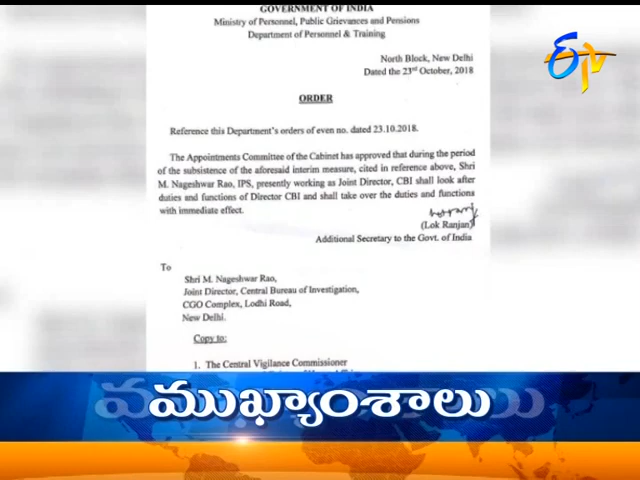 GOVERNMENT OF INDIA
Ministry of Personnel, Public Grievances and Pensions
Department of Personnel & Training
North Block, New Delhi
Dated the 23rd October, 2018
ETV
ORDER
Reference this Department's orders of even no. dated 23.10.2018.
The Appointments Committee of the Cabinet has approved that during the period
of the subsistence of the aforesaid interim measure, cited in reference above, Shri
M. Nageshwar Rao, IPS, presently working as Joint Director, CBI shall look after
duties and functions of Director CBI and shall take over the duties and functions
with immediate effect.
(Lok Ranjan)
Additional Secretary to the Govt. of India
To
Shri M. Nageshwar Rao,
Joint Director, Central Bureau of Investigation,
CGO Complex, Lodhi Road,
New Delhi.
Copy to:
1. The Central Vigilance Commissioner
ముఖ్యాంశాలు